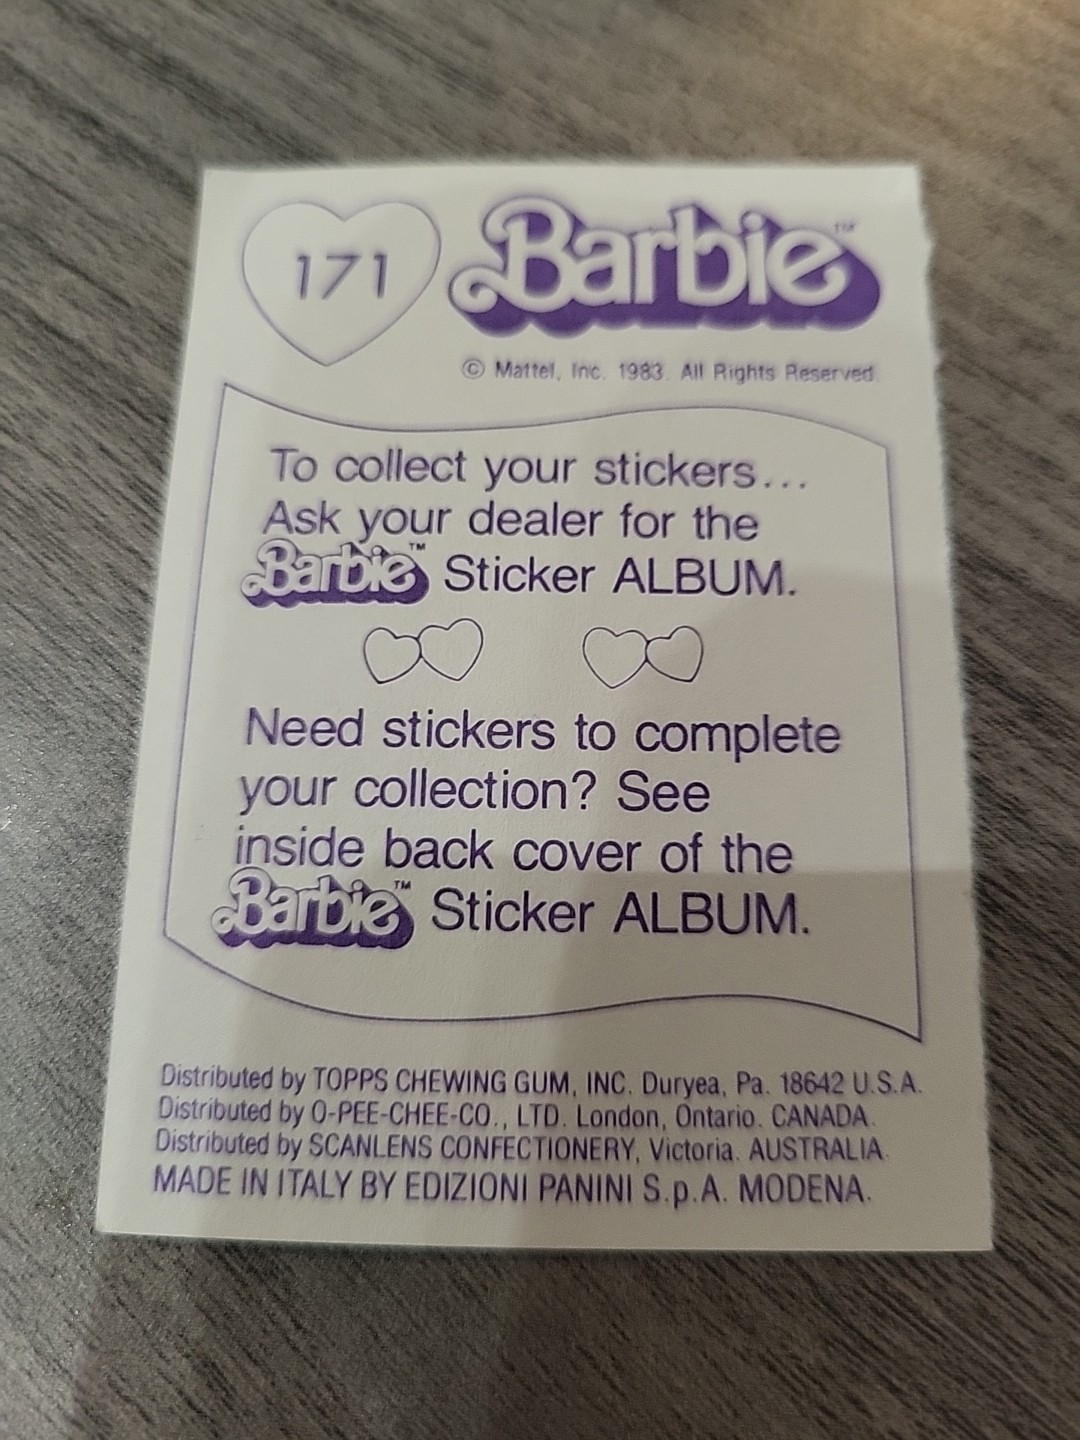 171
Barbie™
© Mattel, Inc. 1983. All Rights Reserved.
To collect your stickers...
Ask your dealer for the
Barbie™ Sticker ALBUM.
Need stickers to complete
your collection? See
inside back cover of the
Barbie™ Sticker ALBUM.
Distributed by TOPPS CHEWING GUM, INC. Duryea, Pa. 18642 U.S.A.
Distributed by O-PEE-CHEE-CO., LTD. London, Ontario. CANADA.
Distributed by SCANLENS CONFECTIONERY, Victoria. AUSTRALIA.
MADE IN ITALY BY EDIZIONI PANINI S.p.A. MODENA.